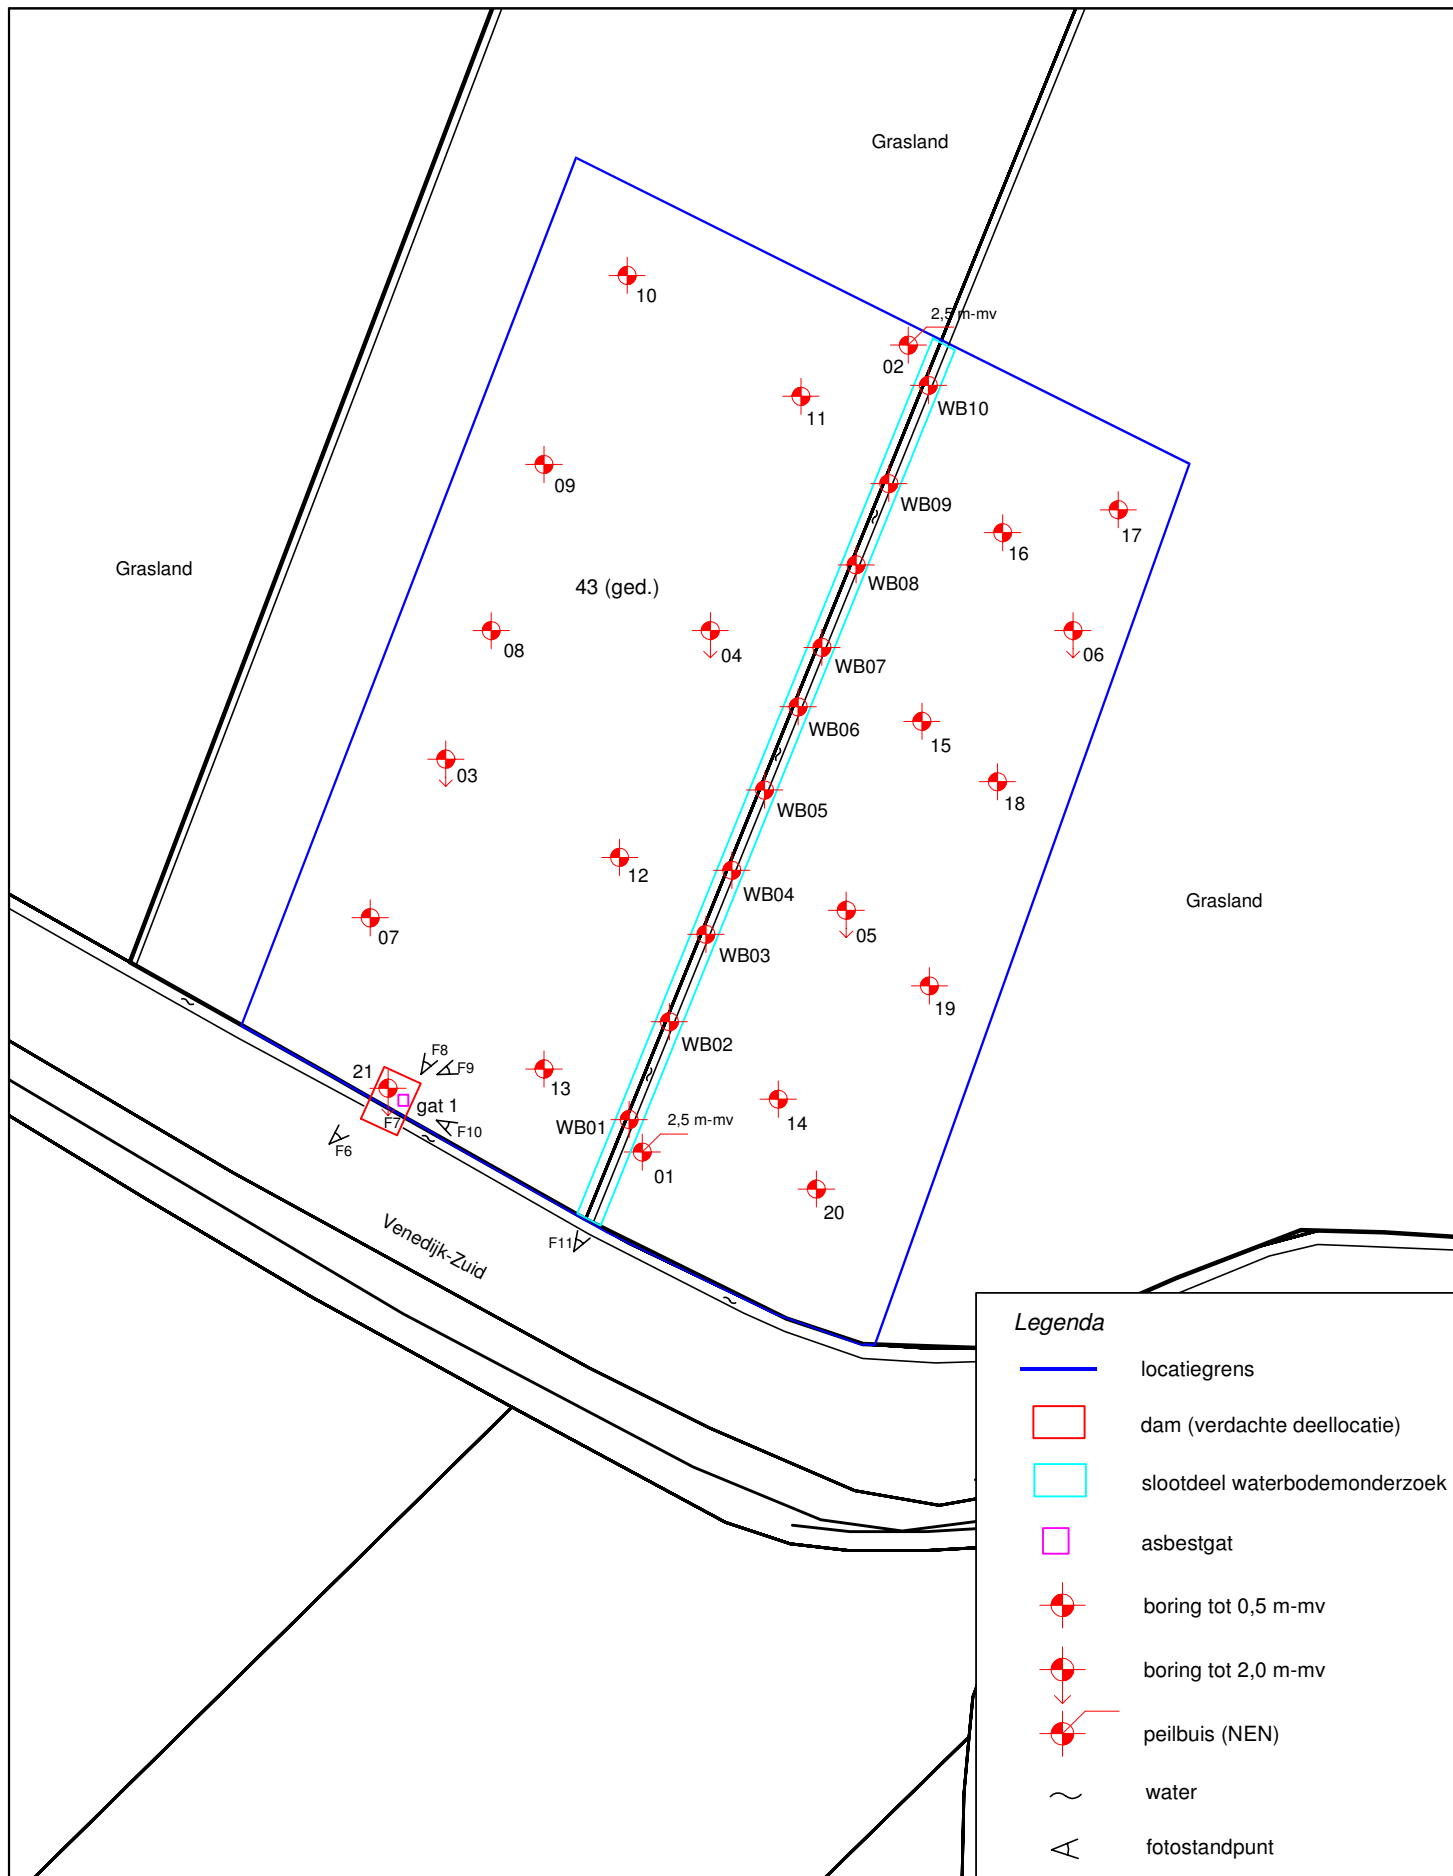 Grasland
10
2,5 m-mv
02
WB10
11
09
WB09
17
16
Grasland
WB08
43 (ged.)
08
04
WB07
06
WB06
15
03
18
WB05
12
WB04
Grasland
07
05
WB03
19
WB02
F8
F9
21
13
gat 1
F7
F10
F6
WB01
2,5 m-mv
14
01
20
F11
Venedijk-Zuid
Legenda
locatiegrens
dam (verdachte deellocatie)
slootdeel waterbodemonderzoek
asbestgat
boring tot 0,5 m-mv
boring tot 2,0 m-mv
peilbuis (NEN)
water
fotostandpunt